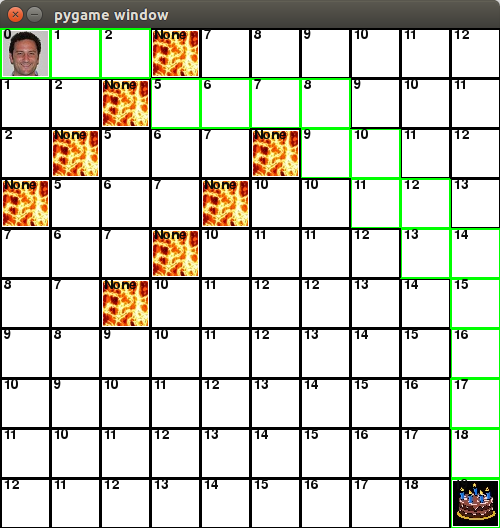 pygame window
0 1 2 None 7 8 9 10 11 12
1 2 None 5 6 7 8 9 10 11
2 None 5 6 7 None 9 10 11 12
None 5 6 7 None 10 10 11 12 13
7 6 7 None 10 11 11 12 13 14
8 7 None 10 11 12 12 13 14 15
9 8 9 10 11 12 13 14 15 16
10 9 10 11 12 13 14 15 16 17
11 10 11 12 13 14 15 16 17 18
12 11 12 13 14 15 16 17 18